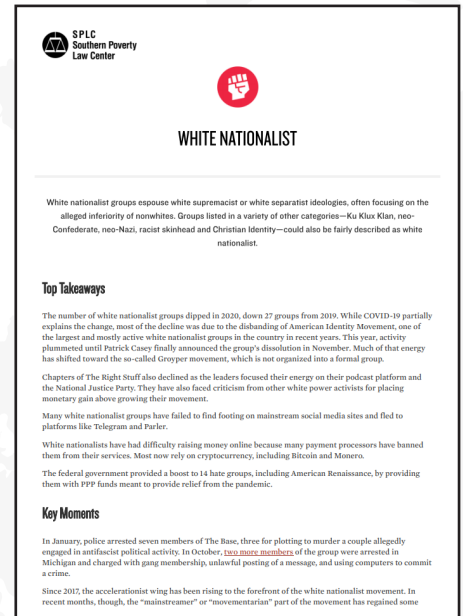 SPLC
Southern Poverty
Law Center
WHITE NATIONALIST
White nationalist groups espouse white supremacist or white separatist ideologies, often focusing on the
alleged inferiority of nonwhites. Groups listed in a variety of other categories—Ku Klux Klan, neo-
Confederate, neo-Nazi, racist skinhead and Christian Identity—could also be fairly described as white
nationalist.
Top Takeaways
The number of white nationalist groups dipped in 2020, down 27 groups from 2019. While COVID-19 partially
explains the change, most of the decline was due to the disbanding of American Identity Movement, one of
the largest and mostly active white nationalist groups in the country in recent years. This year, activity
plummeted until Patrick Casey finally announced the group's dissolution in November. Much of that energy
has shifted toward the so-called Groyper movement, which is not organized into a formal group.
Chapters of The Right Stuff also declined as the leaders focused their energy on their podcast platform and
the National Justice Party. They have also faced criticism from other white power activists for placing
monetary gain above growing their movement.
Many white nationalist groups have failed to find footing on mainstream social media sites and fled to
platforms like Telegram and Parler.
White nationalists have had difficulty raising money online because many payment processors have banned
them from their services. Most now rely on cryptocurrency, including Bitcoin and Monero.
The federal government provided a boost to 14 hate groups, including American Renaissance, by providing
them with PPP funds meant to provide relief from the pandemic.
Key Moments
In January, police arrested seven members of The Base, three for plotting to murder a couple allegedly
engaged in antifascist political activity. In October, two more members of the group were arrested in
Michigan and charged with gang membership, unlawful posting of a message, and using computers to commit
a crime.
Since 2017, the accelerationist wing has been rising to the forefront of the white nationalist movement. In
recent months, though, the "mainstreamer" or "movementarian" part of the movement has regained some